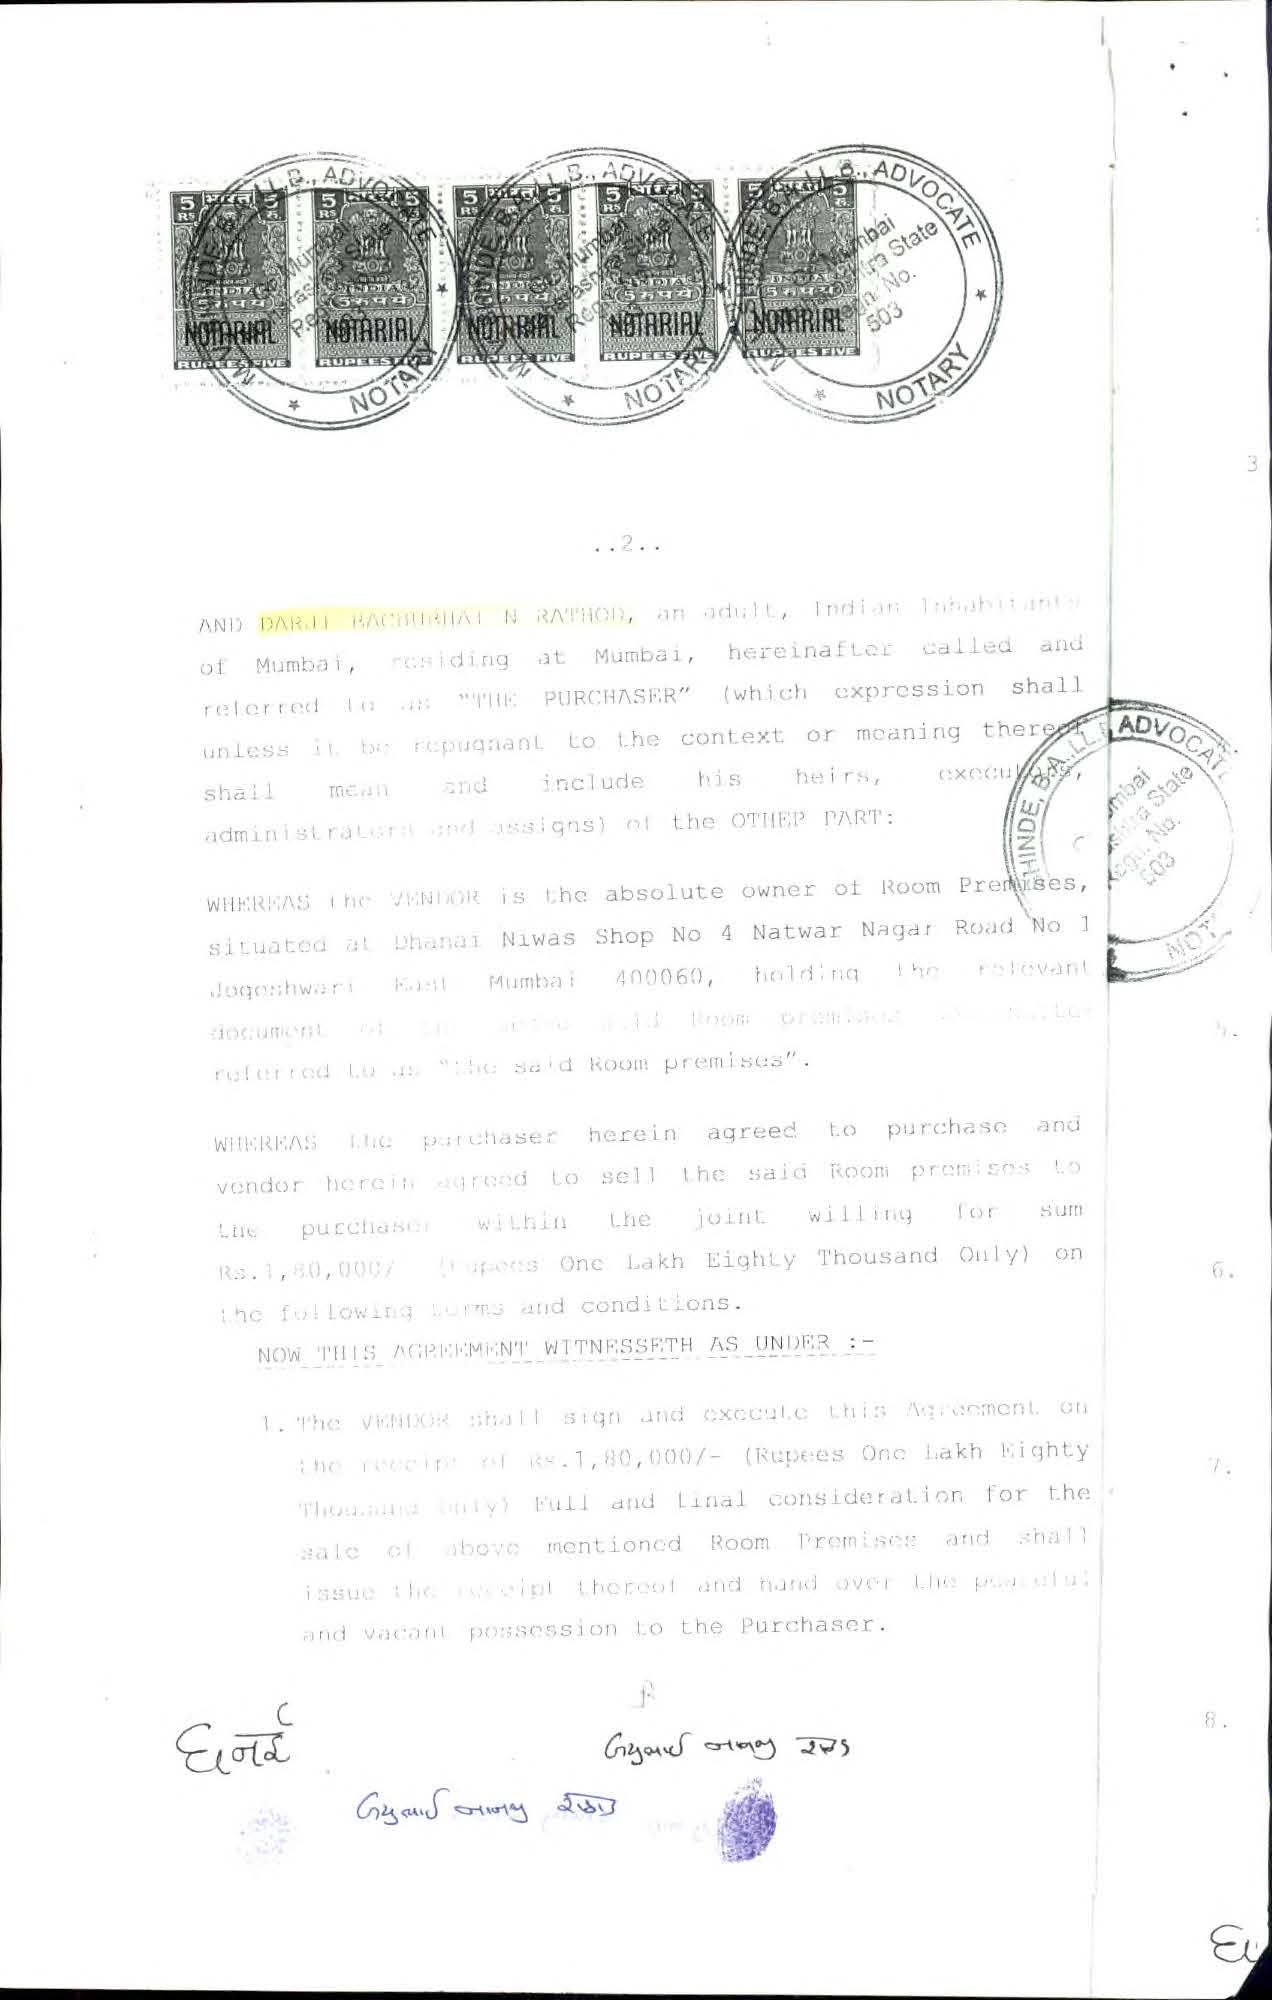 5 भारत 5
RS रु.
INDIA
5 रुपये
NOTARIAL
RUPEES FIVE
5 भारत 5
RS रु.
INDIA
5 रुपये
NOTARIAL
RUPEES FIVE
5 भारत 5
RS रु.
INDIA
5 रुपये
NOTARIAL
RUPEES FIVE
5 भारत 5
RS रु.
INDIA
5 रुपये
NOTARIAL
RUPEES FIVE
5 भारत 5
RS रु.
INDIA
5 रुपये
NOTARIAL
RUPEES FIVE
B.A.,LL.B., ADVOCATE
Mumbai
State
503
NOTARY
3
..2..
AND DARJI BACHUBHAI N RATHOD, an adult, Indian Inhabitants
of Mumbai, residing at Mumbai, hereinafter called and
referred to as "THE PURCHASER" (which expression shall
unless it be repugnant to the context or meaning thereof
shall mean and include his heirs, executors,
administrators and assigns) of the OTHER PART:
SHINDE, B.A.,LL.B., ADVOCATE
Mumbai
State
Regn. No.
503
WHEREAS the VENDOR is the absolute owner of Room Premises,
situated at Dhanai Niwas Shop No 4 Natwar Nagar Road No 1
Jogeshwari East Mumbai 400060, holding the relevant
document of the said Room premises
referred to as "the said Room premises".
WHEREAS the purchaser herein agreed to purchase and
vendor herein agreed to sell the said Room premises to
the purchaser within the joint willing for sum
Rs.1,80,000/ (Rupees One Lakh Eighty Thousand Only) on
the following terms and conditions.
6.
NOW THIS AGREEMENT WITNESSETH AS UNDER :-
1. The VENDOR shall sign and execute this Agreement on
the receipt of Rs.1,80,000/- (Rupees One Lakh Eighty
Thousand Only) Full and final consideration for the
sale of above mentioned Room Premises and shall
issue the receipt thereof and hand over the peaceful
and vacant possession to the Purchaser.
7.
8.